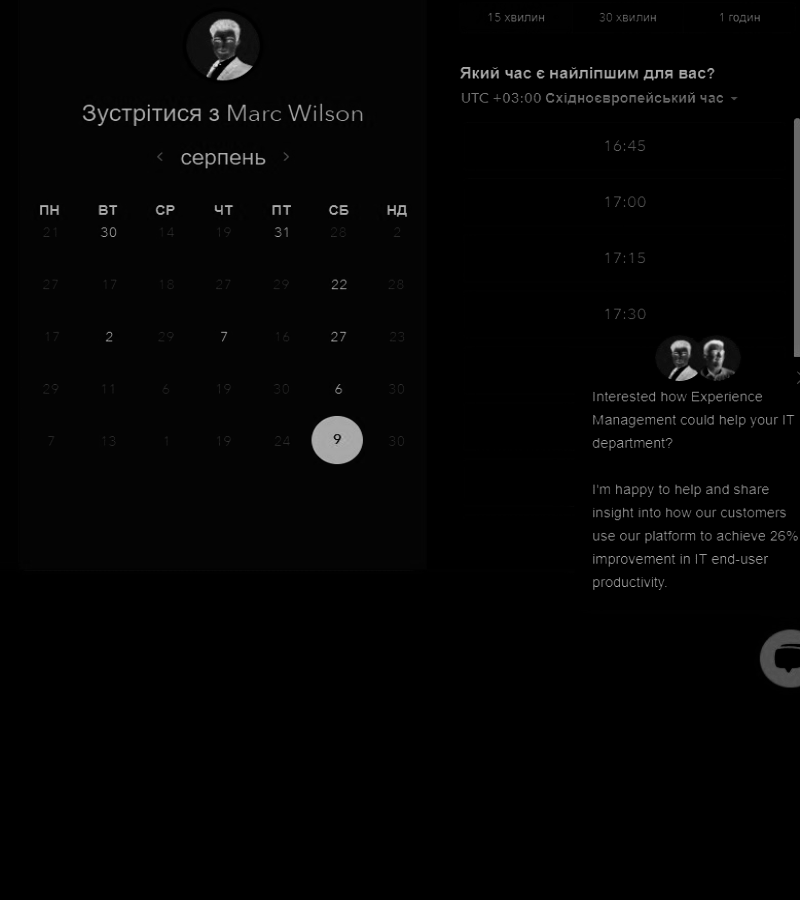 Зустрітися з Marc Wilson
серпень
ПН ВТ СР ЧТ ПТ СБ НД
21 30 14 19 31 28 2
27 17 18 27 29 22 28
17 2 29 7 16 27 23
29 11 6 19 30 6 30
7 13 1 19 24 9 30
15 хвилин 30 хвилин 1 годин
Який час є найліпшим для вас?
UTC +03:00 Східноєвропейський час
16:45
17:00
17:15
17:30
Interested how Experience
Management could help your IT
department?
I'm happy to help and share
insight into how our customers
use our platform to achieve 26%
improvement in IT end-user
productivity.